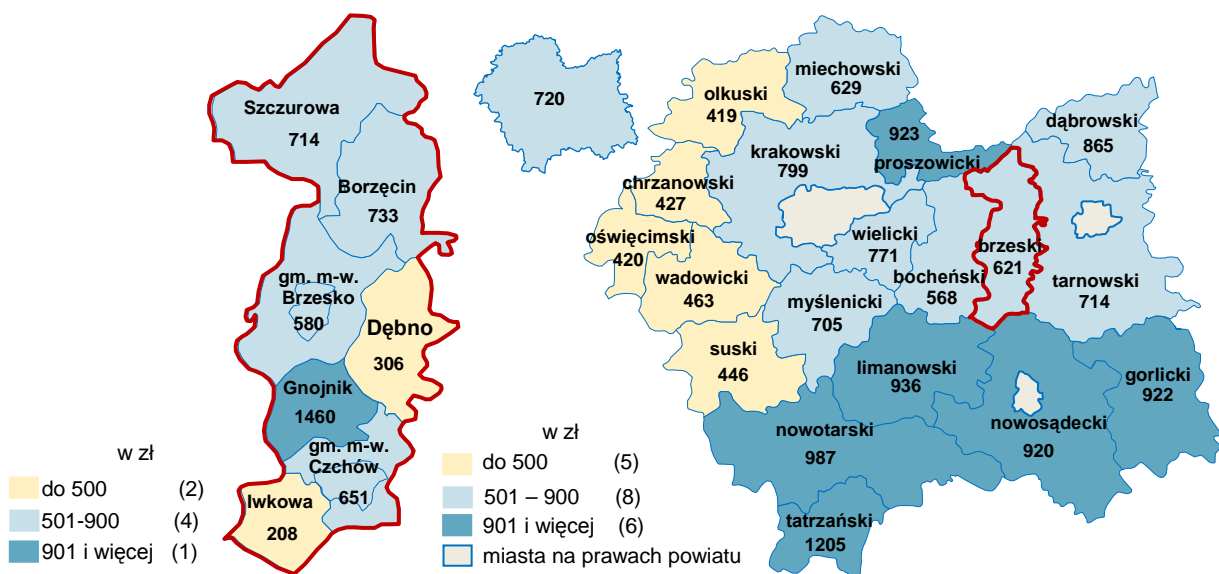 Szczurowa
714
Borzęcin
733
gm. m-w.
Brzesko
580
Dębno
306
Gnojnik
1460
gm. m-w.
Czchów
651
Iwkowa
208
w zł
do 500 (2)
501-900 (4)
901 i więcej (1)
720
miechowski
629
olkuski
419
923
proszowicki
dąbrowski
865
krakowski
799
chrzanowski
427
oświęcimski
420
wielicki
771
brzeski
621
wadowicki
463
bocheński
568
tarnowski
714
myślenicki
705
suski
446
limanowski
936
gorlicki
922
nowosądecki
920
nowotarski
987
tatrzański
1205
w zł
do 500 (5)
501 – 900 (8)
901 i więcej (6)
miasta na prawach powiatu